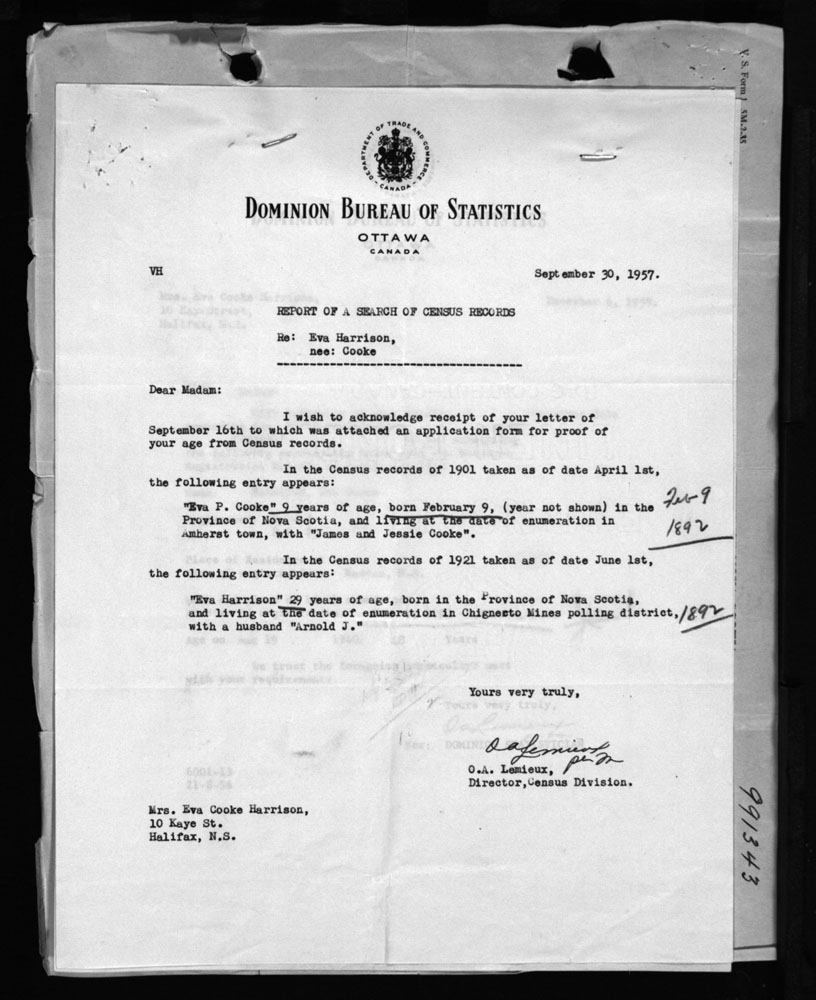 V. S. Form 1 5M-2-35
DEPARTMENT OF TRADE AND COMMERCE
- CANADA -
DOMINION BUREAU OF STATISTICS
OTTAWA
CANADA
VH
September 30, 1957.
REPORT OF A SEARCH OF CENSUS RECORDS
Re: Eva Harrison,
nee: Cooke
Dear Madam:
I wish to acknowledge receipt of your letter of
September 16th to which was attached an application form for proof of
your age from Census records.
In the Census records of 1901 taken as of date April 1st,
the following entry appears:
"Eva P. Cooke" 9 years of age, born February 9, (year not shown) in the
Province of Nova Scotia, and living at the date of enumeration in
Amherst town, with "James and Jessie Cooke".
Feb 9
1892
In the Census records of 1921 taken as of date June 1st,
the following entry appears:
"Eva Harrison" 29 years of age, born in the Province of Nova Scotia,
and living at the date of enumeration in Chignecto Mines polling district, 1892
with a husband "Arnold J."
Yours very truly,
O A Lemieux
per
O.A. Lemieux,
Director,Census Division.
Mrs. Eva Cooke Harrison,
10 Kaye St.
Halifax, N.S.
991343